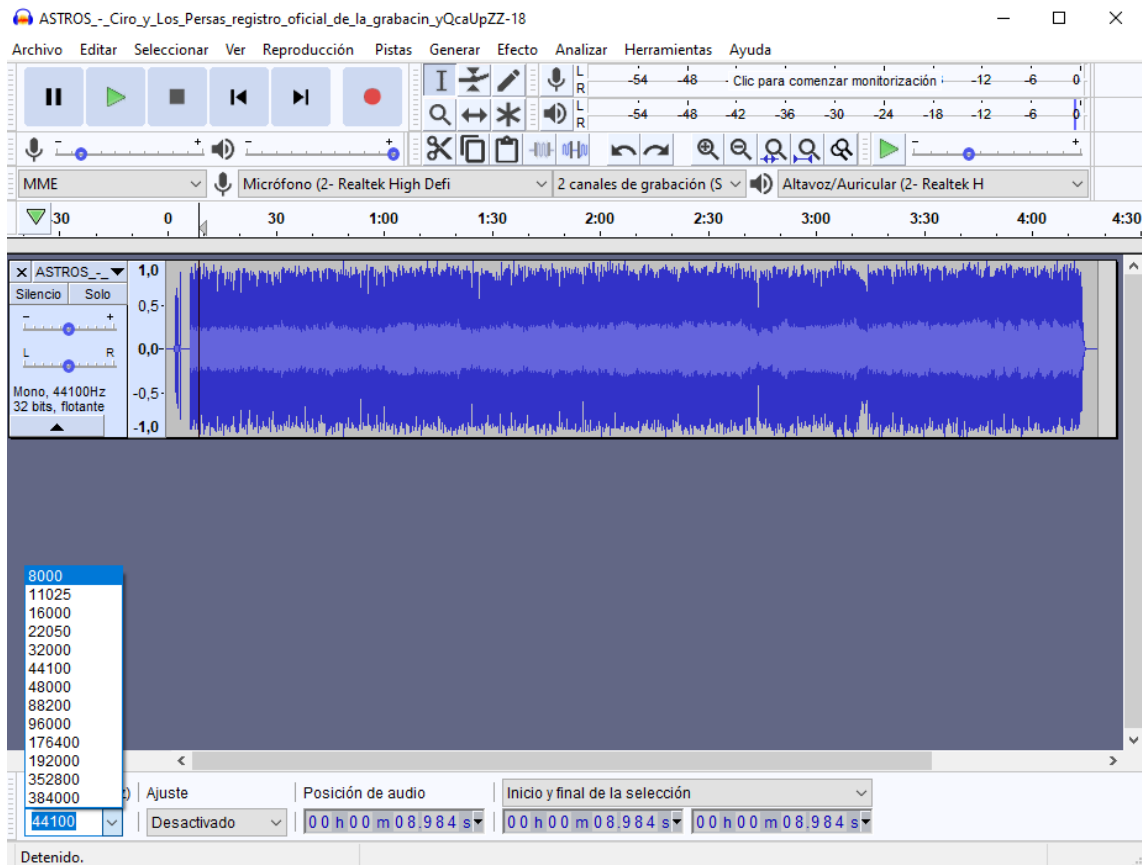 ASTROS_-_Ciro_y_Los_Persas_registro_oficial_de_la_grabacin_yQcaUpZZ-18
Archivo Editar Seleccionar Ver Reproducción Pistas Generar Efecto Analizar Herramientas Ayuda
L R -54 -48 - Clic para comenzar monitorización -12 -6 0
L R -54 -48 -42 -36 -30 -24 -18 -12 -6 0
- + - + - +
MME Micrófono (2- Realtek High Defi 2 canales de grabación (S Altavoz/Auricular (2- Realtek H
30 0 30 1:00 1:30 2:00 2:30 3:00 3:30 4:00 4:30
ASTROS_-_ 1,0
Silencio Solo
0,5
- +
L R 0,0
Mono, 44100Hz -0,5
32 bits, flotante
-1,0
8000
11025
16000
22050
32000
44100
48000
88200
96000
176400
192000
352800
384000
) Ajuste Posición de audio Inicio y final de la selección
44100 Desactivado 00 h 00 m 08.984 s 00 h 00 m 08.984 s 00 h 00 m 08.984 s
Detenido.